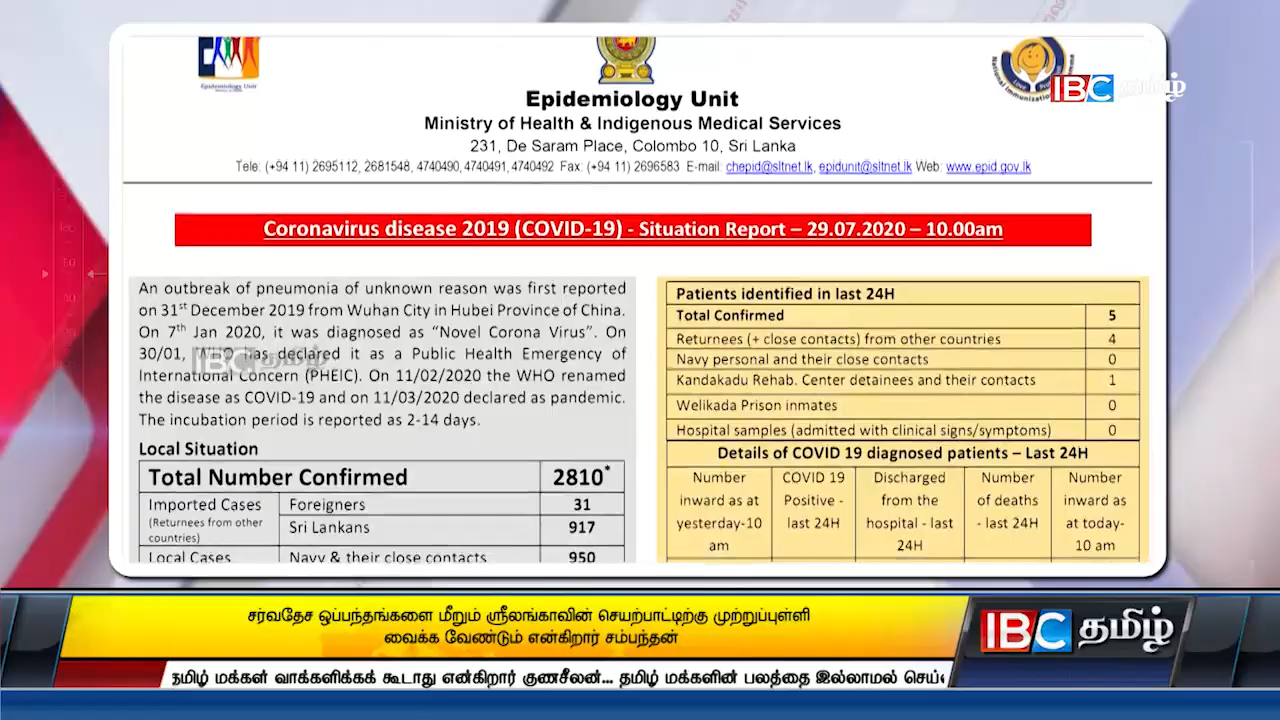 Epidemiology Unit
IBC தமிழ்
Epidemiology Unit
Ministry of Health & Indigenous Medical Services
231, De Saram Place, Colombo 10, Sri Lanka
Tele: (+94 11) 2695112, 2681548, 4740490,4740491, 4740492 Fax: (+94 11) 2696583 E-mail: chepid@sltnet.lk, epidunit@sltnet.lk Web: www.epid.gov.lk
Coronavirus disease 2019 (COVID-19) - Situation Report – 29.07.2020 – 10.00am
An outbreak of pneumonia of unknown reason was first reported
on 31st December 2019 from Wuhan City in Hubei Province of China.
On 7th Jan 2020, it was diagnosed as “Novel Corona Virus”. On
30/01, WHO has declared it as a Public Health Emergency of
International Concern (PHEIC). On 11/02/2020 the WHO renamed
the disease as COVID-19 and on 11/03/2020 declared as pandemic.
The incubation period is reported as 2-14 days.
IBC தமிழ்
Local Situation
Total Number Confirmed 2810*
Imported Cases Foreigners 31
(Returnees from other countries) Sri Lankans 917
Local Cases Navy & their close contacts 950
Patients identified in last 24H
Total Confirmed 5
Returnees (+ close contacts) from other countries 4
Navy personal and their close contacts 0
Kandakadu Rehab. Center detainees and their contacts 1
Welikada Prison inmates 0
Hospital samples (admitted with clinical signs/symptoms) 0
Details of COVID 19 diagnosed patients – Last 24H
Number inward as at yesterday-10 am
COVID 19 Positive - last 24H
Discharged from the hospital - last 24H
Number of deaths - last 24H
Number inward as at today- 10 am
சர்வதேச ஒப்பந்தங்களை மீறும் ஸ்ரீலங்காவின் செயற்பாட்டிற்கு முற்றுப்புள்ளி
வைக்க வேண்டும் என்கிறார் சம்பந்தன்
IBC தமிழ்
தமிழ் மக்கள் வாக்களிக்கக் கூடாது என்கிறார் குணசீலன்... தமிழ் மக்களின் பலத்தை இல்லாமல்